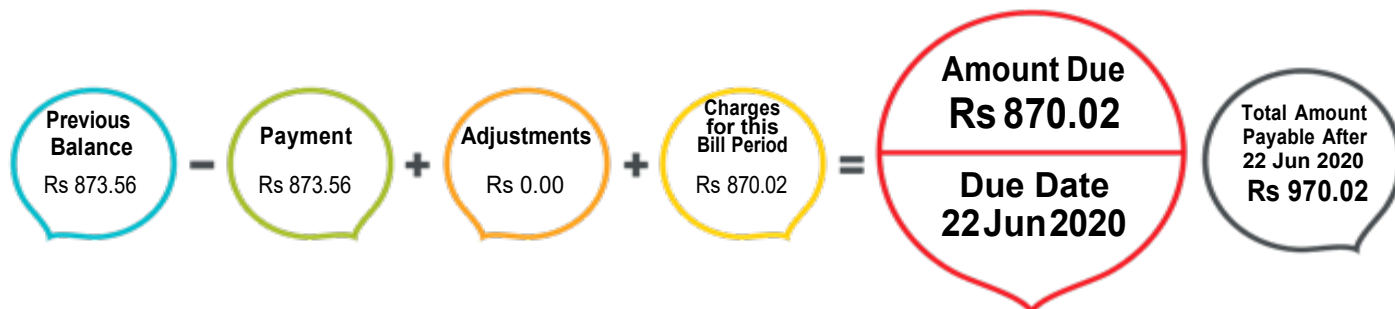 Previous
Balance
Rs 873.56
-
Payment
Rs 873.56
+
Adjustments
Rs 0.00
+
Charges
for this
Bill Period
Rs 870.02
=
Amount Due
Rs 870.02
Due Date
22 Jun 2020
Total Amount
Payable After
22 Jun 2020
Rs 970.02